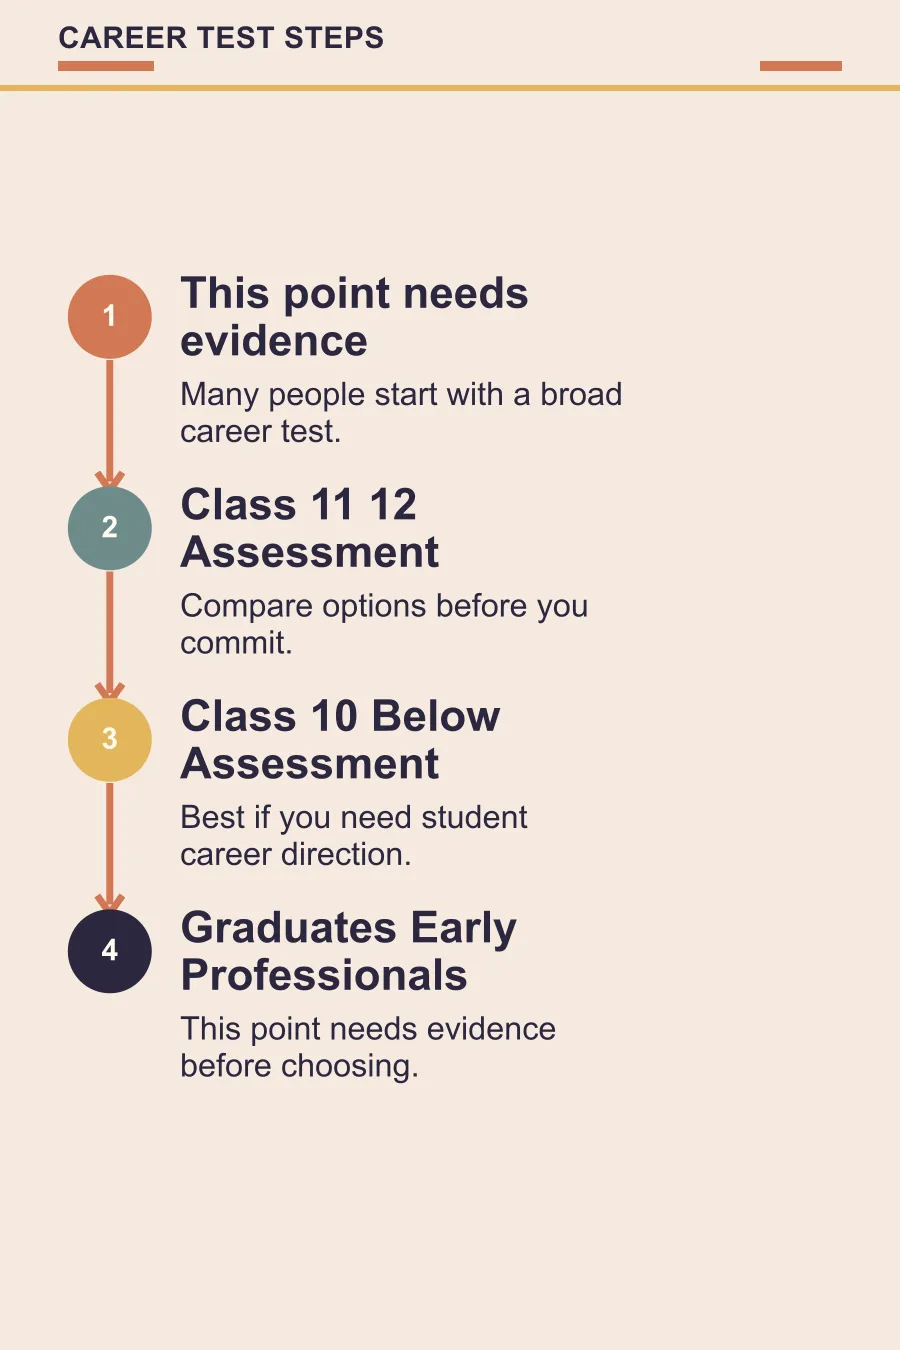 CAREER TEST STEPS
1
This point needs
evidence
Many people start with a broad
career test.
2
Class 11 12
Assessment
Compare options before you
commit.
3
Class 10 Below
Assessment
Best if you need student
career direction.
4
Graduates Early
Professionals
This point needs evidence
before choosing.